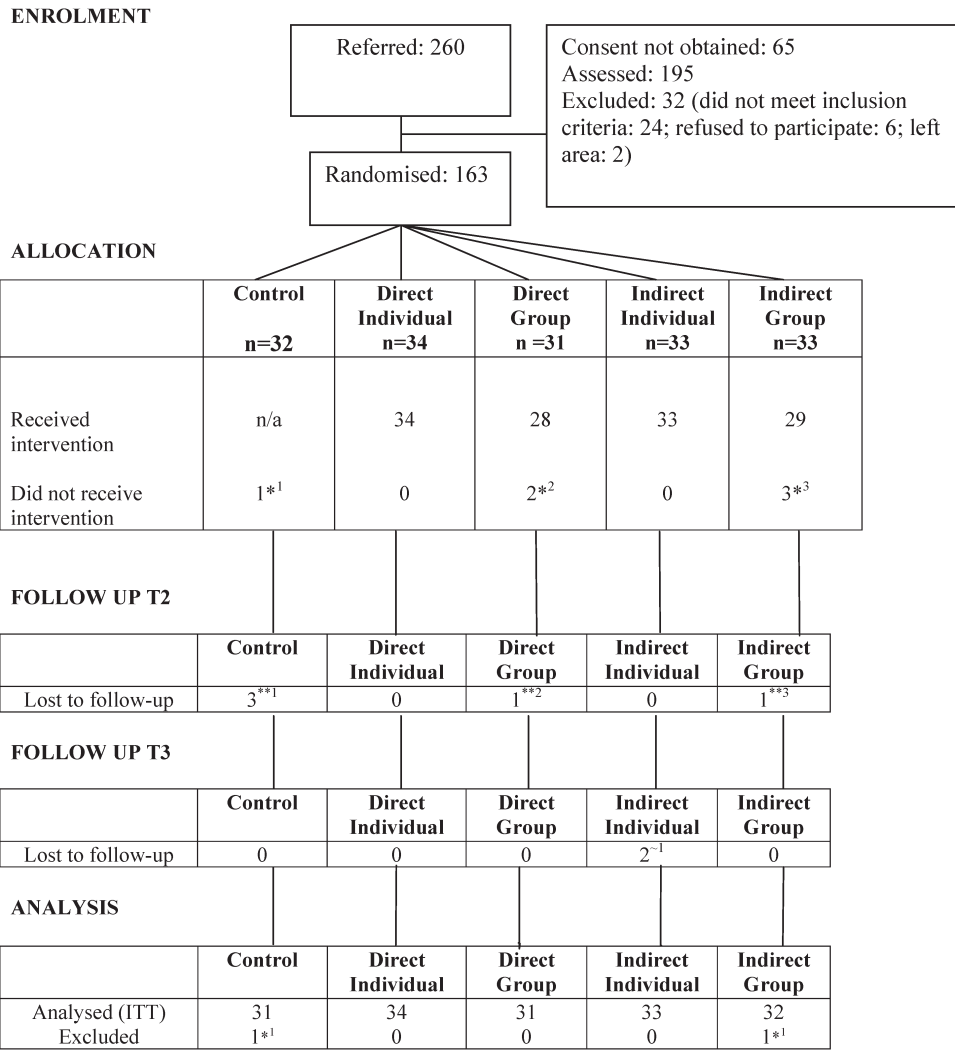 ENROLMENT
Referred: 260
Consent not obtained: 65
Assessed: 195
Excluded: 32 (did not meet inclusion
criteria: 24; refused to participate: 6; left
area: 2)
Randomised: 163
ALLOCATION
Control Direct Direct Indirect Indirect
Individual Group Individual Group
n=32 n=34 n =31 n=33 n=33
Received n/a 34 28 33 29
intervention
Did not receive 1*¹ 0 2*² 0 3*³
intervention
FOLLOW UP T2
Control Direct Direct Indirect Indirect
Individual Group Individual Group
Lost to follow-up 3**¹ 0 1**² 0 1**³
FOLLOW UP T3
Control Direct Direct Indirect Indirect
Individual Group Individual Group
Lost to follow-up 0 0 0 2~¹ 0
ANALYSIS
Control Direct Direct Indirect Indirect
Individual Group Individual Group
Analysed (ITT) 31 34 31 33 32
Excluded 1*¹ 0 0 0 1*¹